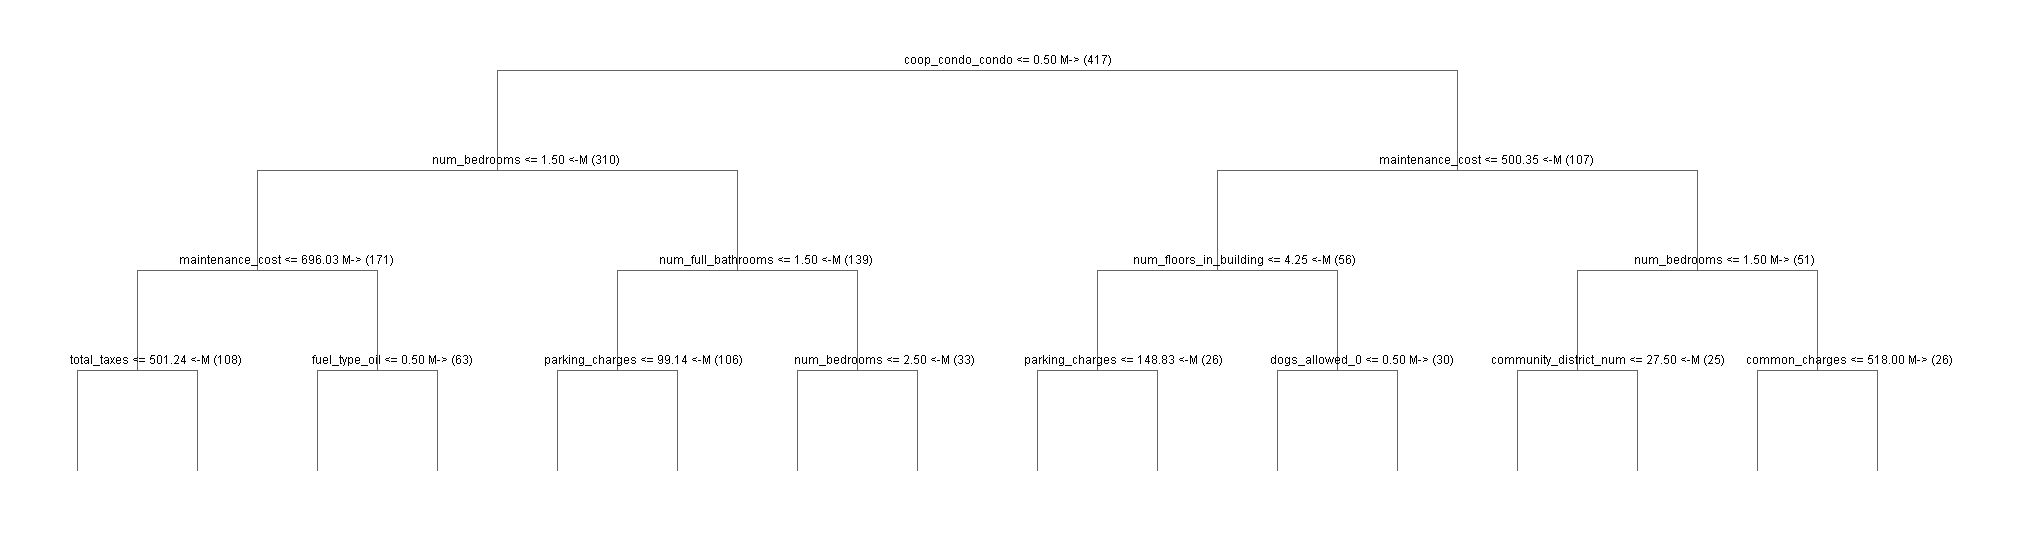 coop_condo_condo <= 0.50 M-> (417)
num_bedrooms <= 1.50 <-M (310)
maintenance_cost <= 500.35 <-M (107)
maintenance_cost <= 696.03 M-> (171)
num_full_bathrooms <= 1.50 <-M (139)
num_floors_in_building <= 4.25 <-M (56)
num_bedrooms <= 1.50 M-> (51)
total_taxes <= 501.24 <-M (108)
fuel_type_oil <= 0.50 M-> (63)
parking_charges <= 99.14 <-M (106)
num_bedrooms <= 2.50 <-M (33)
parking_charges <= 148.83 <-M (26)
dogs_allowed_0 <= 0.50 M-> (30)
community_district_num <= 27.50 <-M (25)
common_charges <= 518.00 M-> (26)